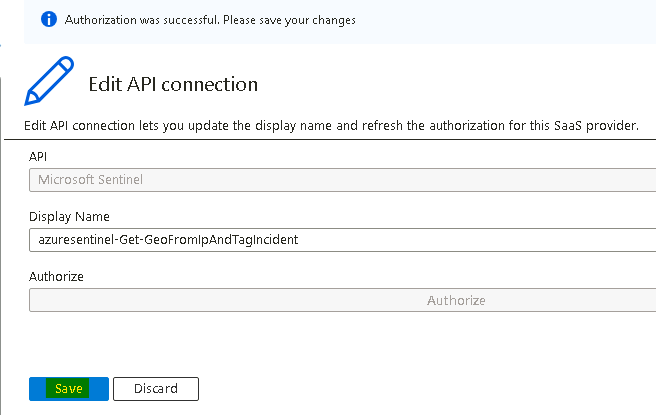 Authorization was successful. Please save your changes
Edit API connection
Edit API connection lets you update the display name and refresh the authorization for this SaaS provider.
API
Microsoft Sentinel
Display Name
azuresentinel-Get-GeoFromIpAndTagIncident
Authorize
Authorize
Save Discard